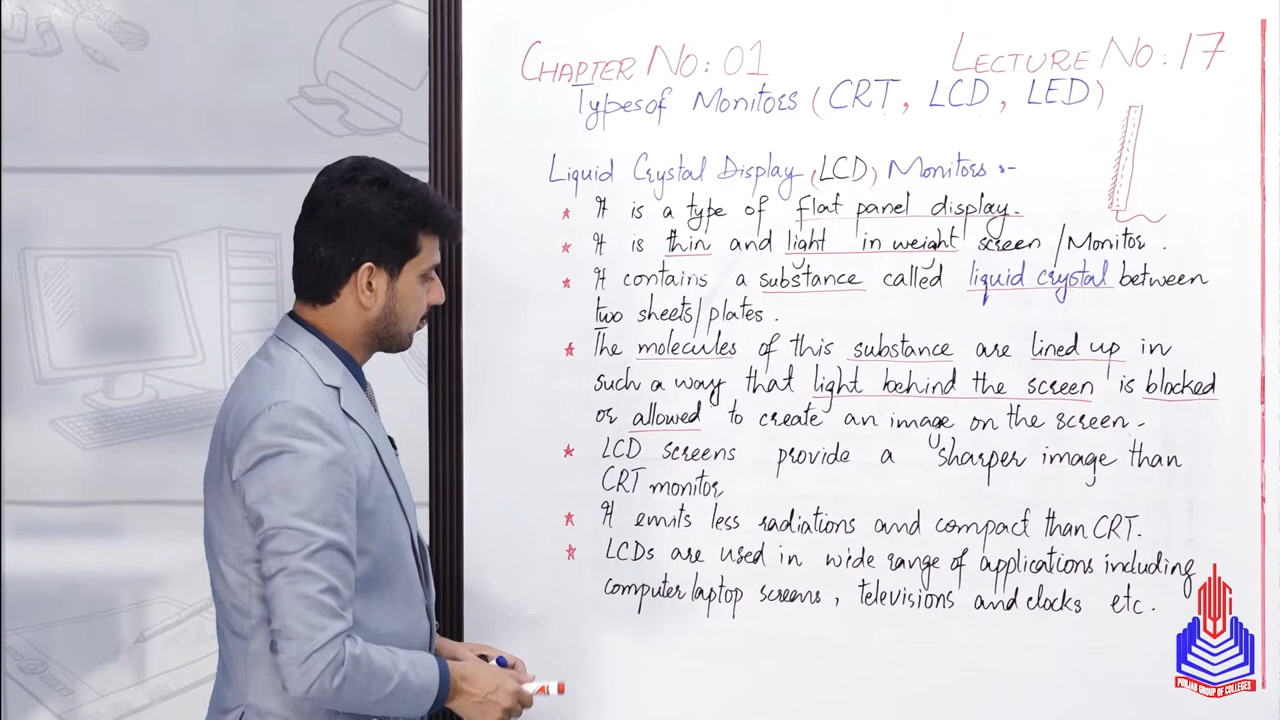 CHAPTER NO: 01
LECTURE NO: 17
Types of Monitors (CRT, LCD, LED)
Liquid Crystal Display (LCD) Monitors :-
* It is a type of flat panel display.
* It is thin and light in weight screen/Monitor.
* It contains a substance called liquid crystal between
two sheets/plates.
* The molecules of this substance are lined up in
such a way that light behind the screen is blocked
or allowed to create an image on the screen.
* LCD screens provide a sharper image than
CRT monitor
* It emits less radiations and compact than CRT.
* LCDs are used in wide range of applications including
computer laptop screens, televisions and clocks etc.
PUNJAB GROUP OF COLLEGES